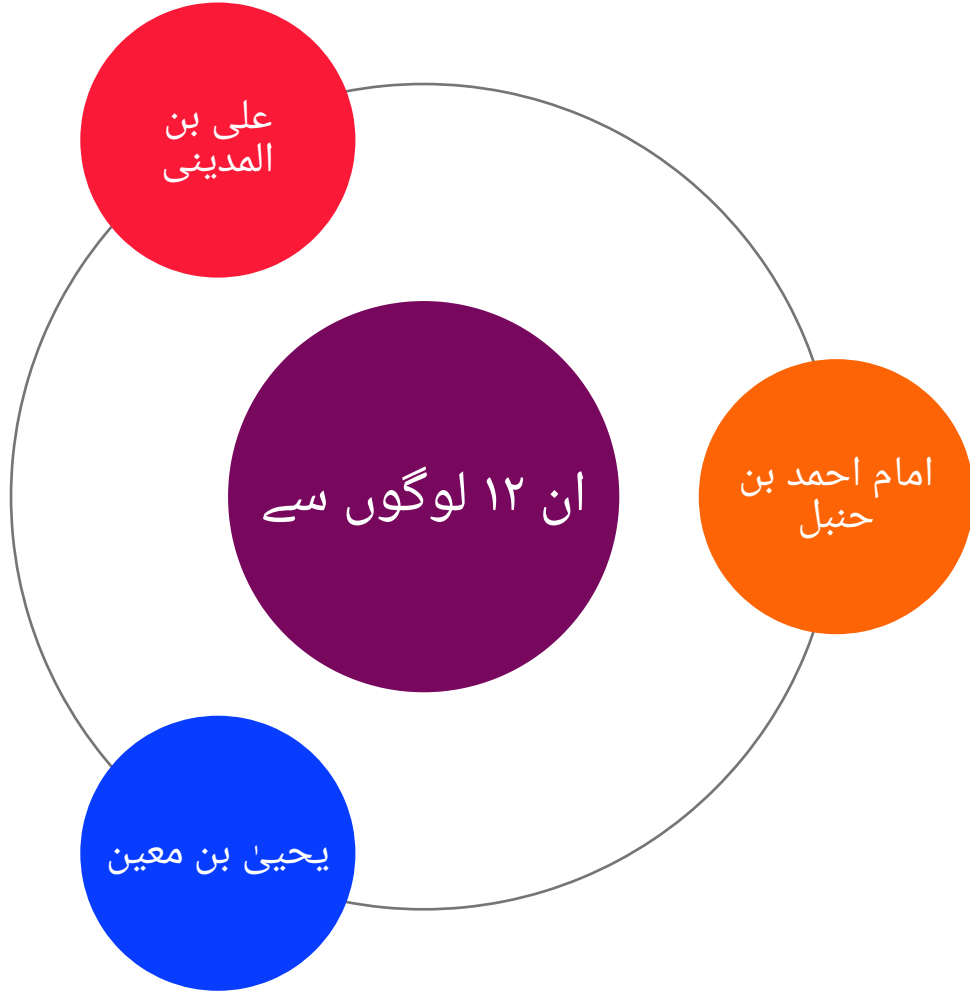 علی بن
المدینی
ان ۱۲ لوگوں سے
امام احمد بن
حنبل
یحییٰ بن معین